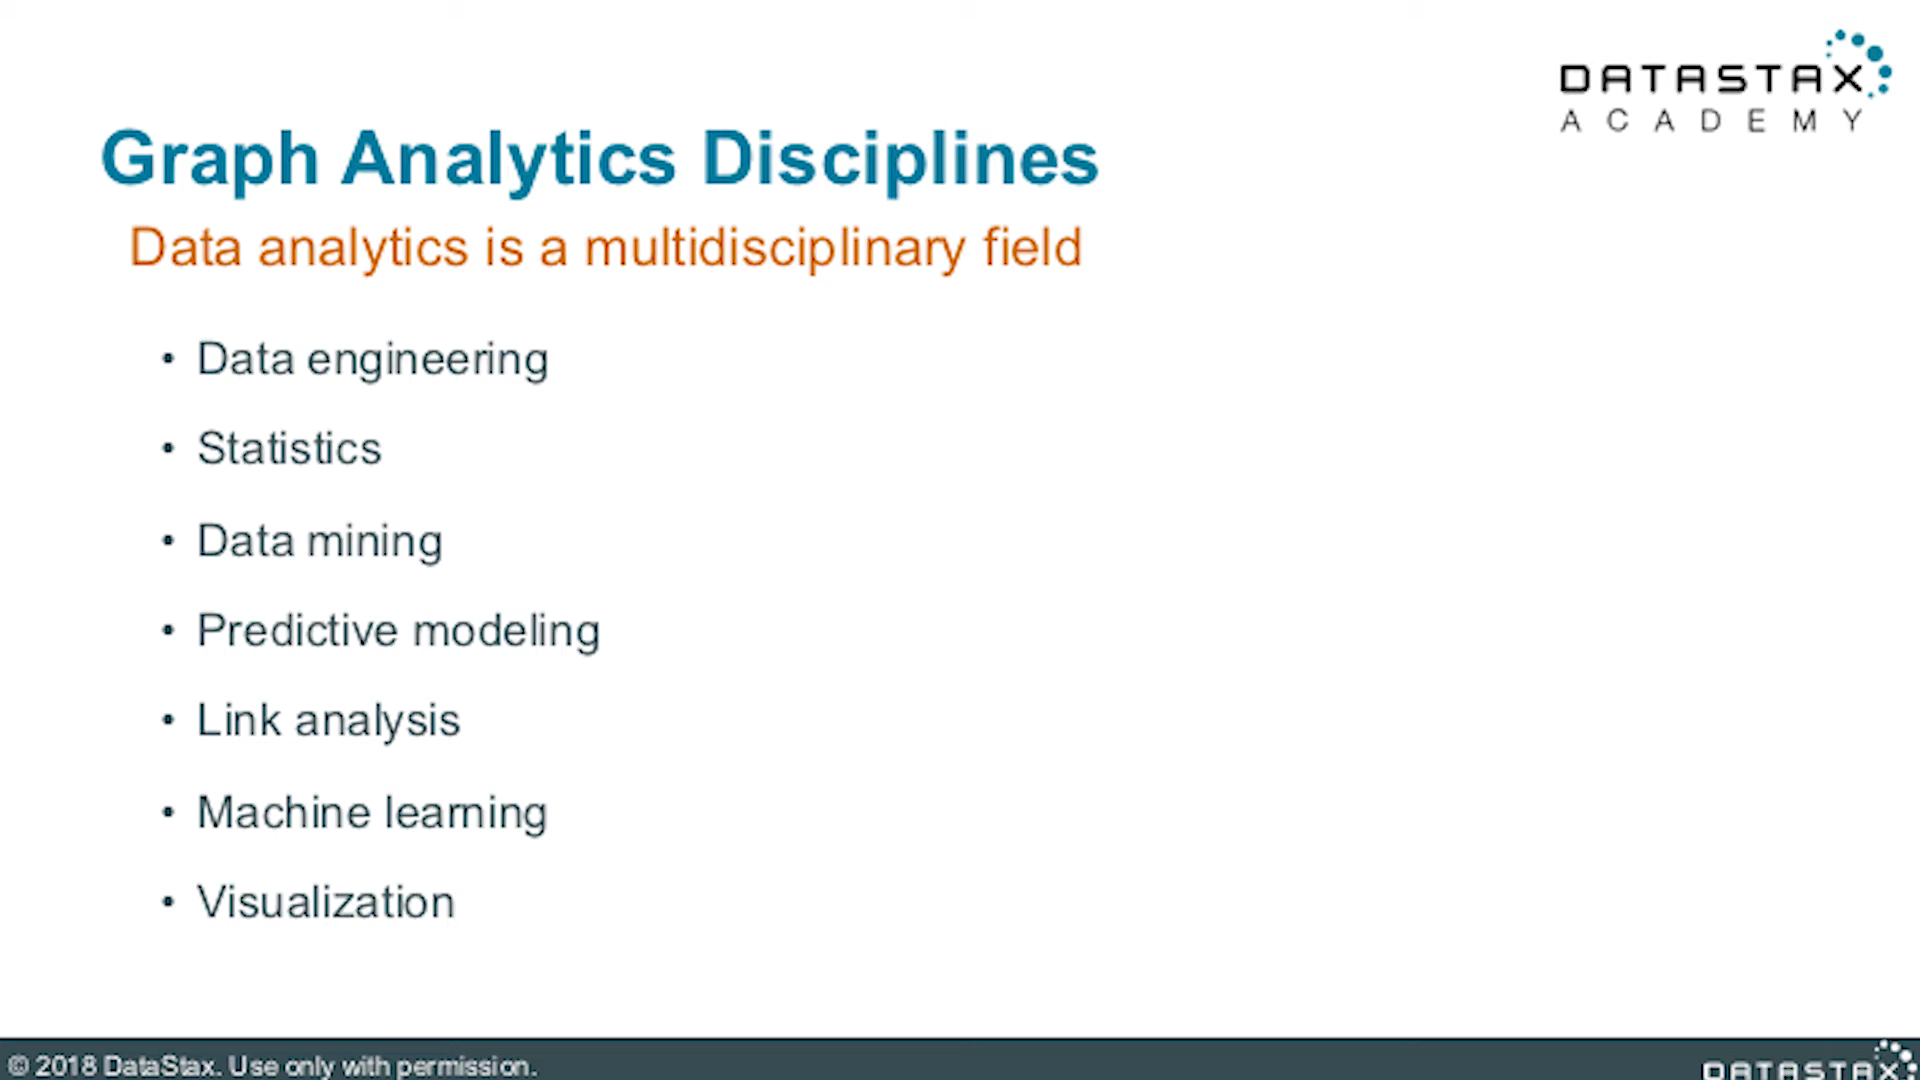 DATASTAX
ACADEMY
Graph Analytics Disciplines
Data analytics is a multidisciplinary field
• Data engineering
• Statistics
• Data mining
• Predictive modeling
• Link analysis
• Machine learning
• Visualization
© 2018 DataStax. Use only with permission.
DATASTAX